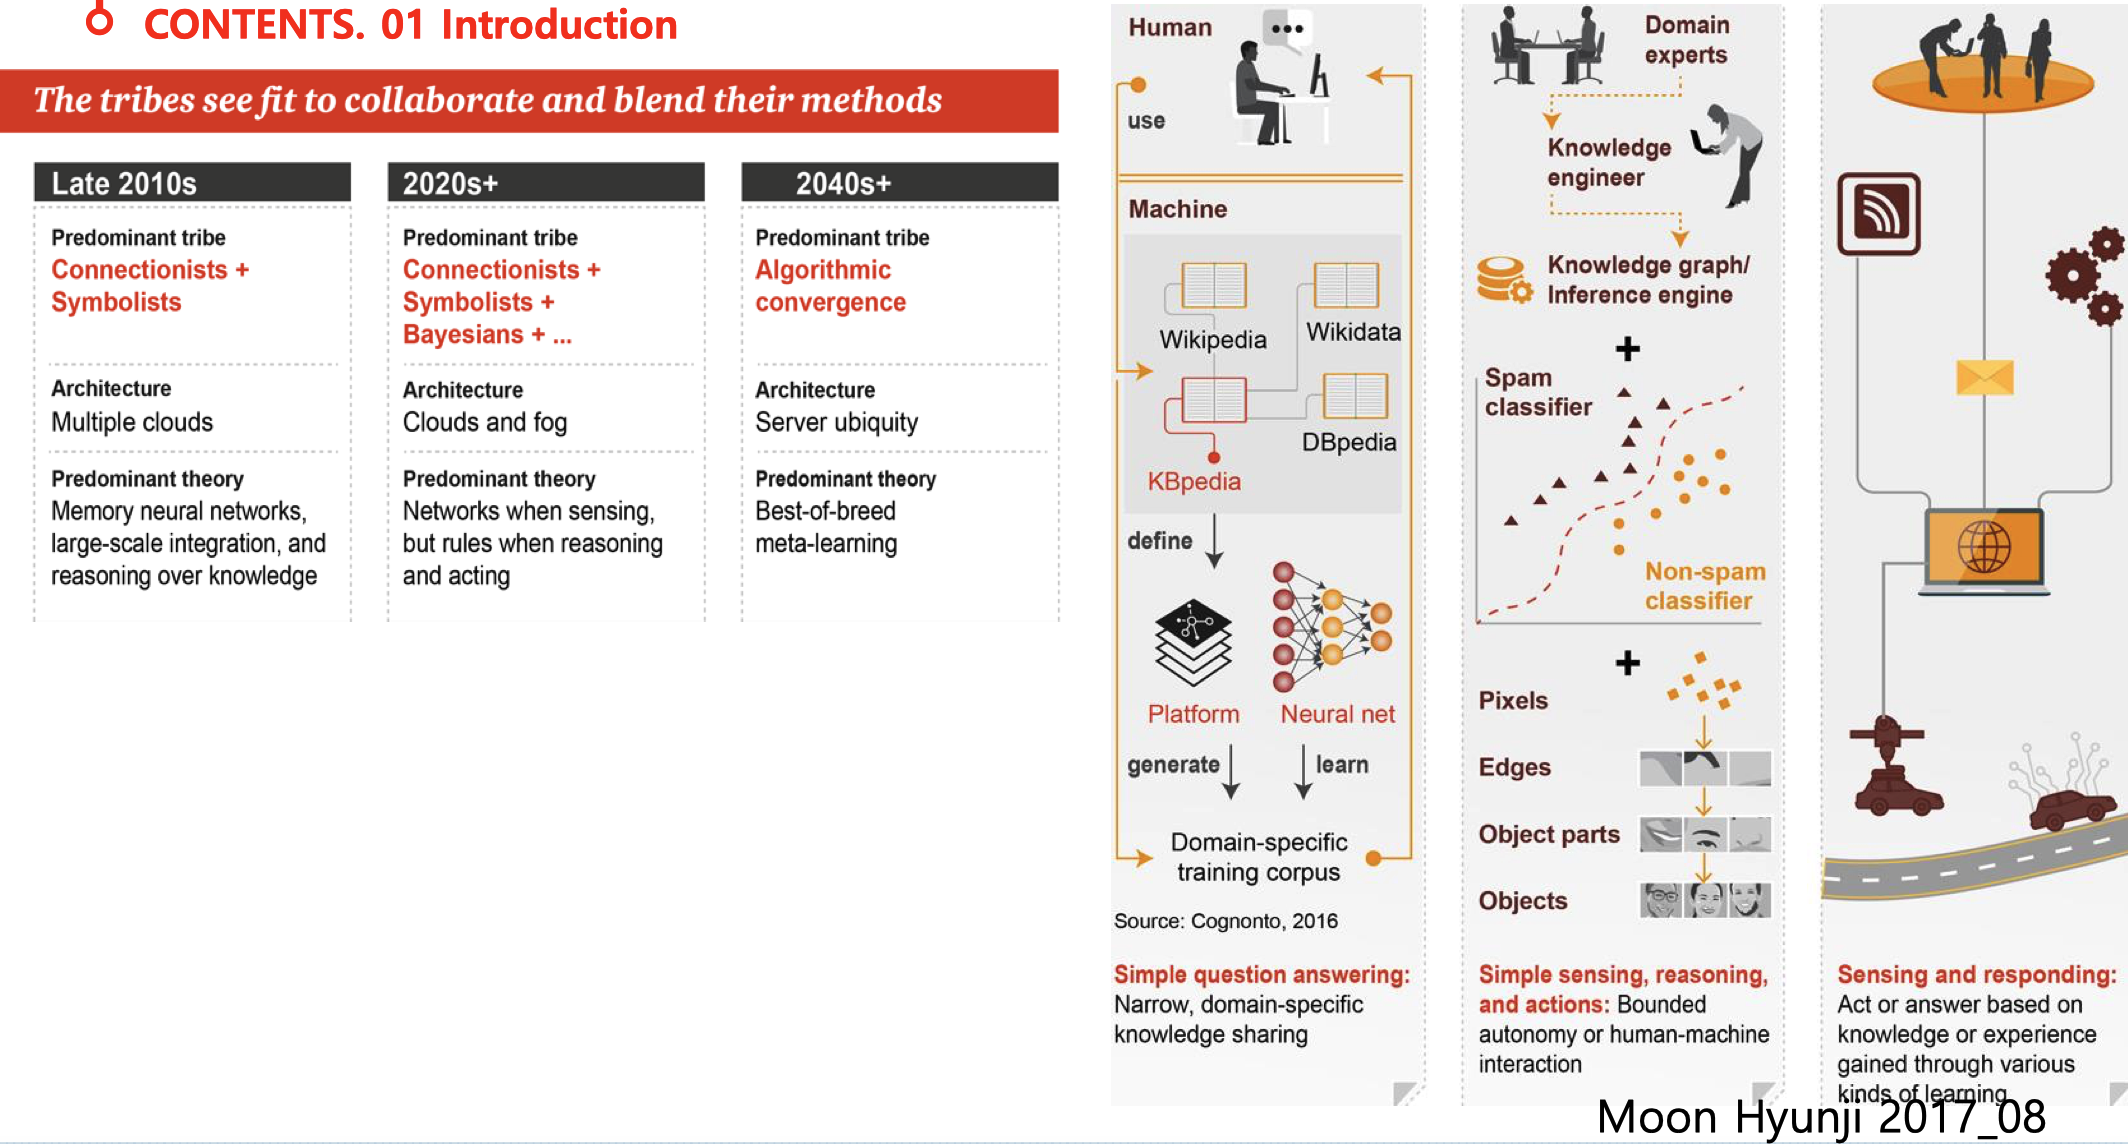 CONTENTS. 01 Introduction
The tribes see fit to collaborate and blend their methods
Late 2010s
Predominant tribe
Connectionists +
Symbolists
Architecture
Multiple clouds
Predominant theory
Memory neural networks,
large-scale integration, and
reasoning over knowledge
2020s+
Predominant tribe
Connectionists +
Symbolists +
Bayesians + ...
Architecture
Clouds and fog
Predominant theory
Networks when sensing,
but rules when reasoning
and acting
2040s+
Predominant tribe
Algorithmic
convergence
Architecture
Server ubiquity
Predominant theory
Best-of-breed
meta-learning
Human
use
Machine
Wikipedia
Wikidata
DBpedia
KBpedia
define
Platform
Neural net
generate
learn
Domain-specific
training corpus
Source: Cognonto, 2016
Simple question answering:
Narrow, domain-specific
knowledge sharing
Domain
experts
Knowledge
engineer
Knowledge graph/
Inference engine
+
Spam
classifier
Non-spam
classifier
+
Pixels
Edges
Object parts
Objects
Simple sensing, reasoning,
and actions: Bounded
autonomy or human-machine
interaction
Sensing and responding:
Act or answer based on
knowledge or experience
gained through various
kinds of learning
Moon Hyunji 2017_08